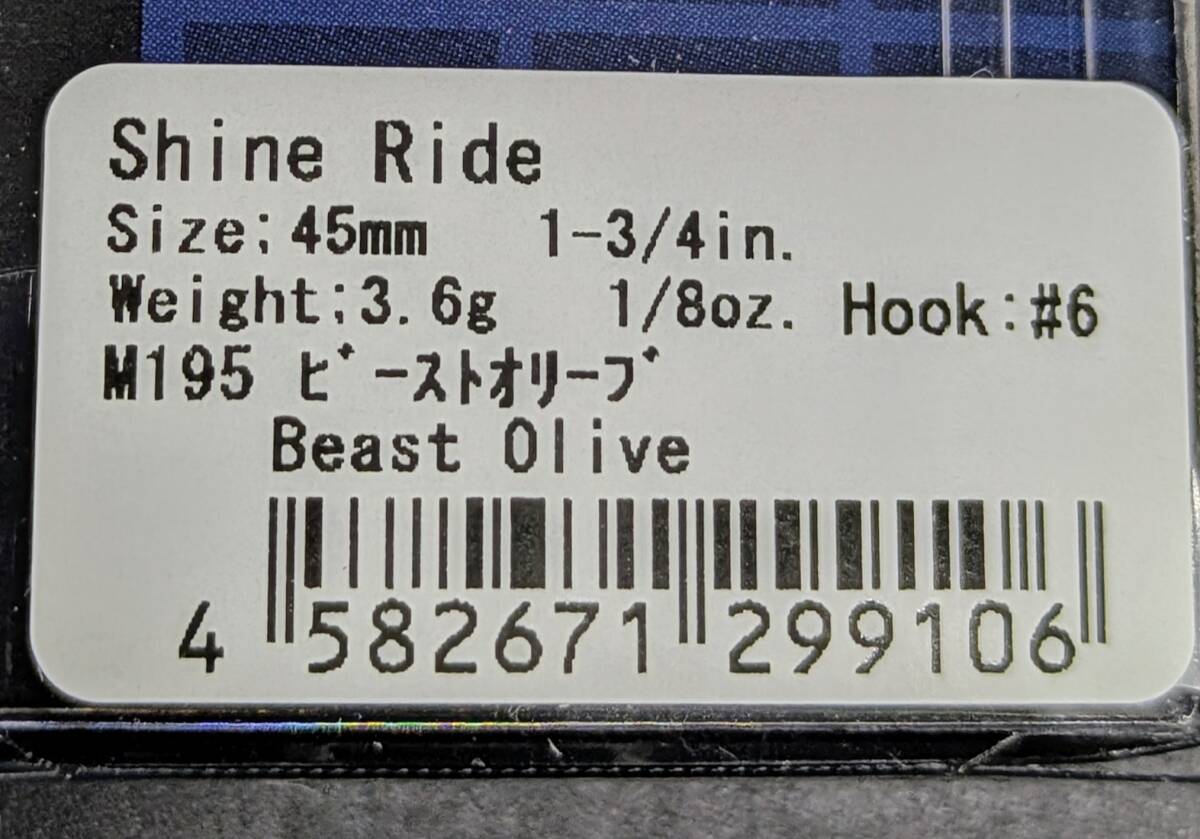 Shine Ride
Size:45mm 1-3/4in.
Weight:3.6g 1/8oz. Hook:#6
M195 ビーストオリーブ
Beast Olive
4 582671 299106